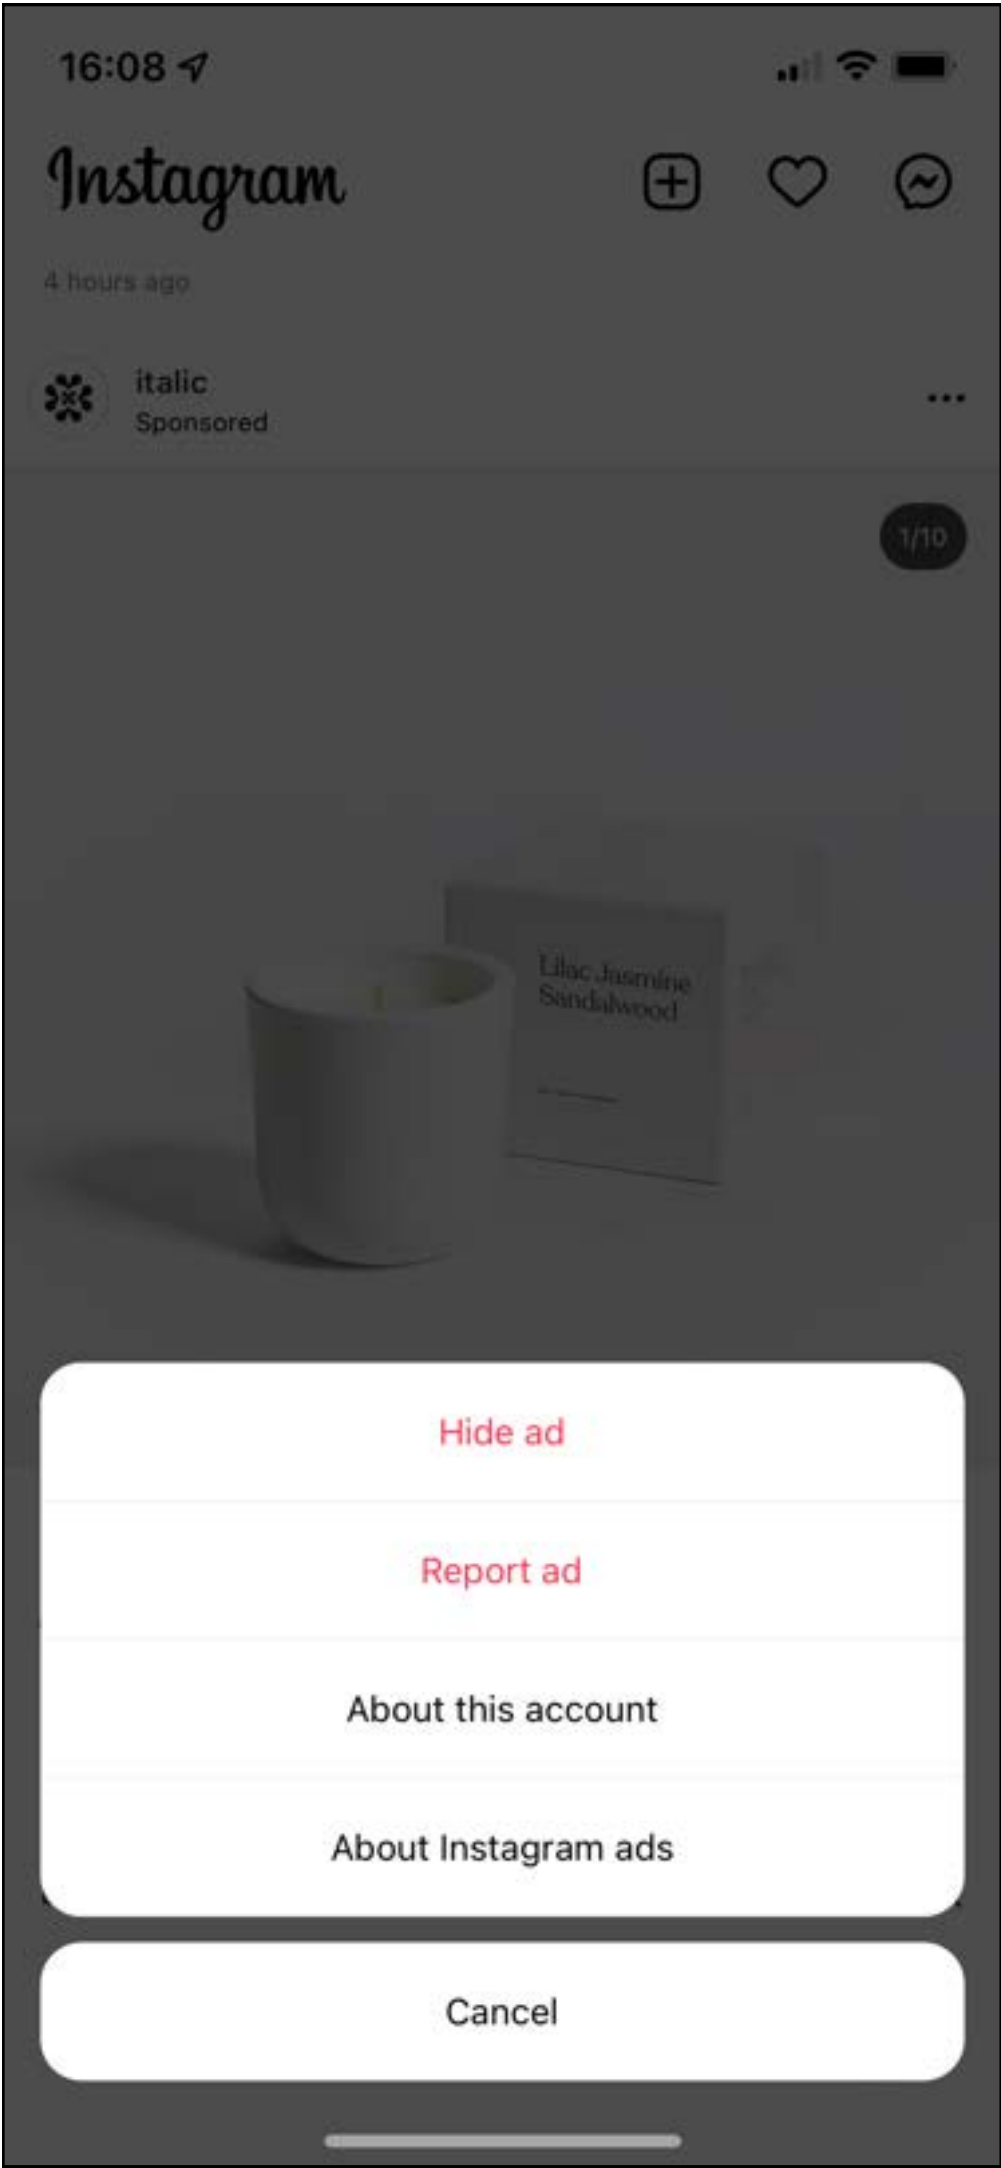 16:08
Instagram
4 hours ago
italic
Sponsored
1/10
Lilac Jasmine
Sandalwood
Hide ad
Report ad
About this account
About Instagram ads
Cancel